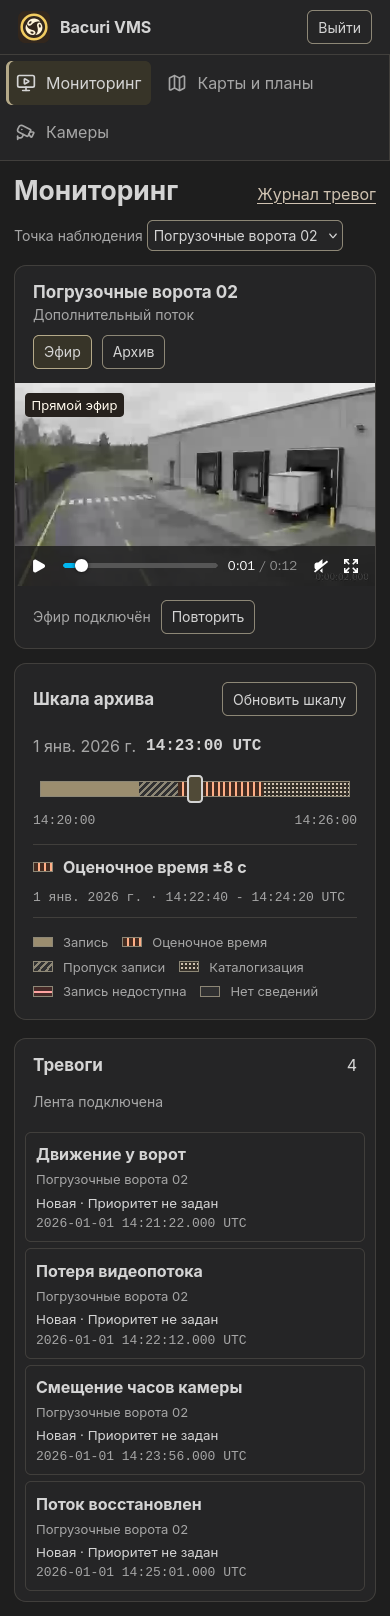 Bacuri VMS
Выйти
Мониторинг
Карты и планы
Камеры
Мониторинг
Журнал тревог
Точка наблюдения
Погрузочные ворота 02
Погрузочные ворота 02
Дополнительный поток
Эфир
Архив
Прямой эфир
0:01 / 0:12
Эфир подключён
Повторить
Шкала архива
Обновить шкалу
1 янв. 2026 г. 14:23:00 UTC
14:20:00
14:26:00
Оценочное время ±8 с
1 янв. 2026 г. · 14:22:40 - 14:24:20 UTC
Запись
Оценочное время
Пропуск записи
Каталогизация
Запись недоступна
Нет сведений
Тревоги
4
Лента подключена
Движение у ворот
Погрузочные ворота 02
Новая · Приоритет не задан
2026-01-01 14:21:22.000 UTC
Потеря видеопотока
Погрузочные ворота 02
Новая · Приоритет не задан
2026-01-01 14:22:12.000 UTC
Смещение часов камеры
Погрузочные ворота 02
Новая · Приоритет не задан
2026-01-01 14:23:56.000 UTC
Поток восстановлен
Погрузочные ворота 02
Новая · Приоритет не задан
2026-01-01 14:25:01.000 UTC